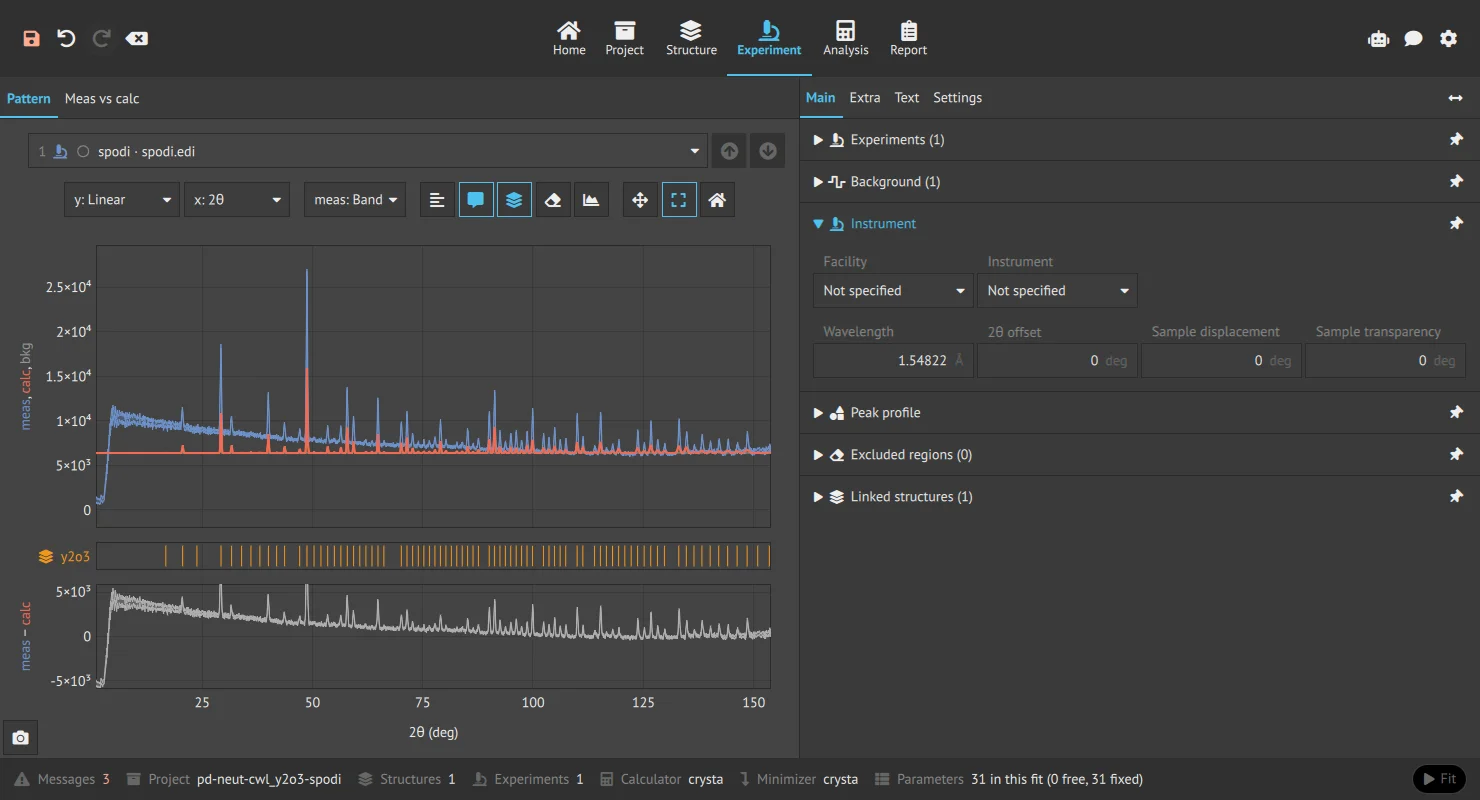 Home Project Structure Experiment Analysis Report
Pattern Meas vs calc
Main Extra Text Settings
1 spodi · spodi.edi
y: Linear x: 2θ meas: Band
2.5×10⁴
2×10⁴
1.5×10⁴
1×10⁴
5×10³
0
meas, calc, bkg
y2o3
5×10³
0
-5×10³
meas − calc
25 50 75 100 125 150
2θ (deg)
Experiments (1)
Background (1)
Instrument
Facility Instrument
Not specified Not specified
Wavelength 2θ offset Sample displacement Sample transparency
1.54822 Å 0 deg 0 deg 0 deg
Peak profile
Excluded regions (0)
Linked structures (1)
Messages 3 Project pd-neut-cwl_y2o3-spodi Structures 1 Experiments 1 Calculator crysta Minimizer crysta Parameters 31 in this fit (0 free, 31 fixed) Fit